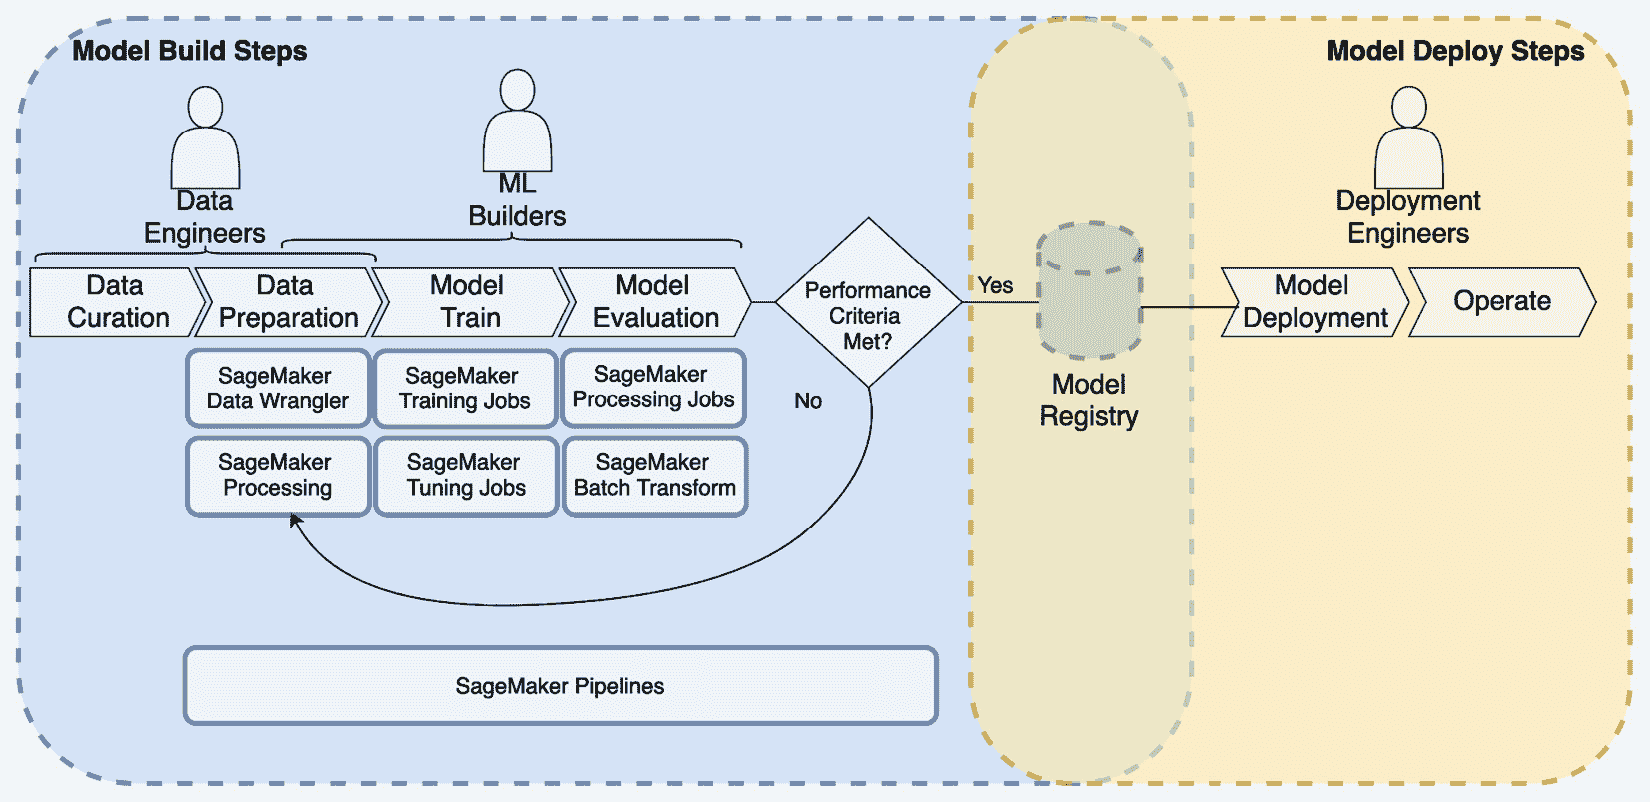 Model Build Steps
Model Deploy Steps
Data
Engineers
ML
Builders
Deployment
Engineers
Data
Curation
Data
Preparation
Model
Train
Model
Evaluation
Performance
Criteria
Met?
Yes
No
Model
Registry
Model
Deployment
Operate
SageMaker
Data Wrangler
SageMaker
Training Jobs
SageMaker
Processing Jobs
SageMaker
Processing
SageMaker
Tuning Jobs
SageMaker
Batch Transform
SageMaker Pipelines